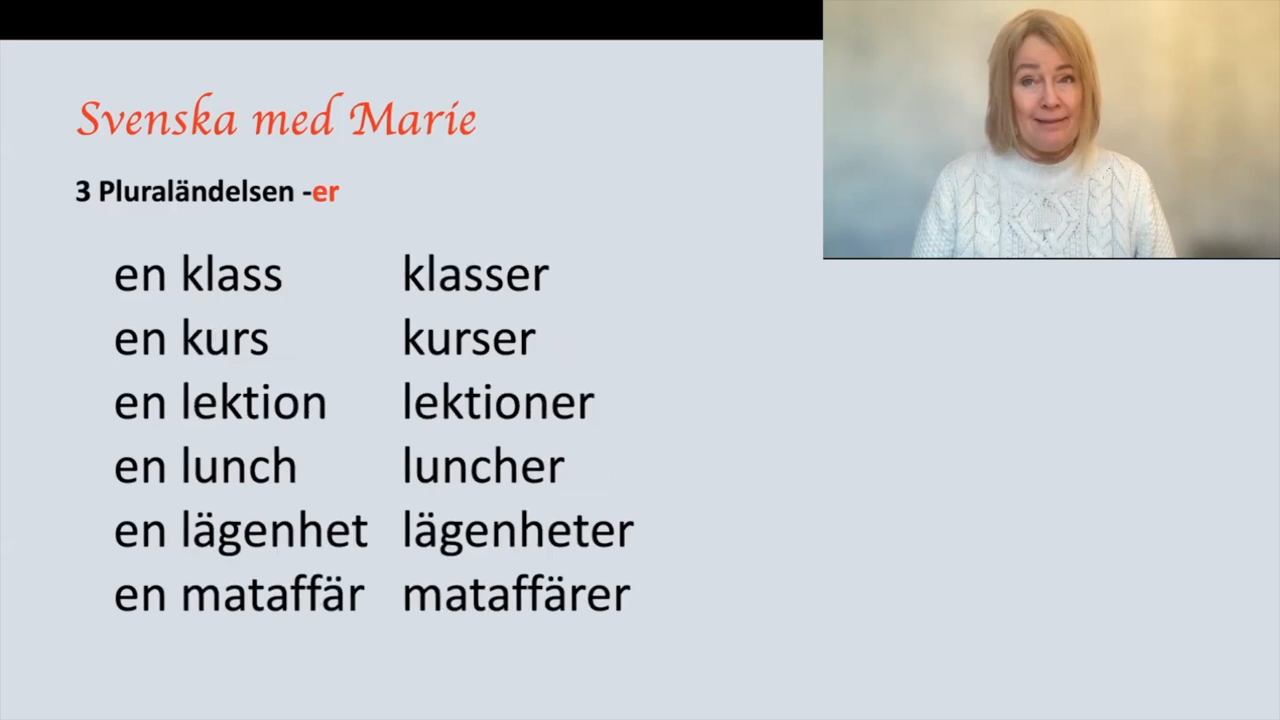 Svenska med Marie
3 Pluraländelsen -er
en klass klasser
en kurs kurser
en lektion lektioner
en lunch luncher
en lägenhet lägenheter
en mataffär mataffärer